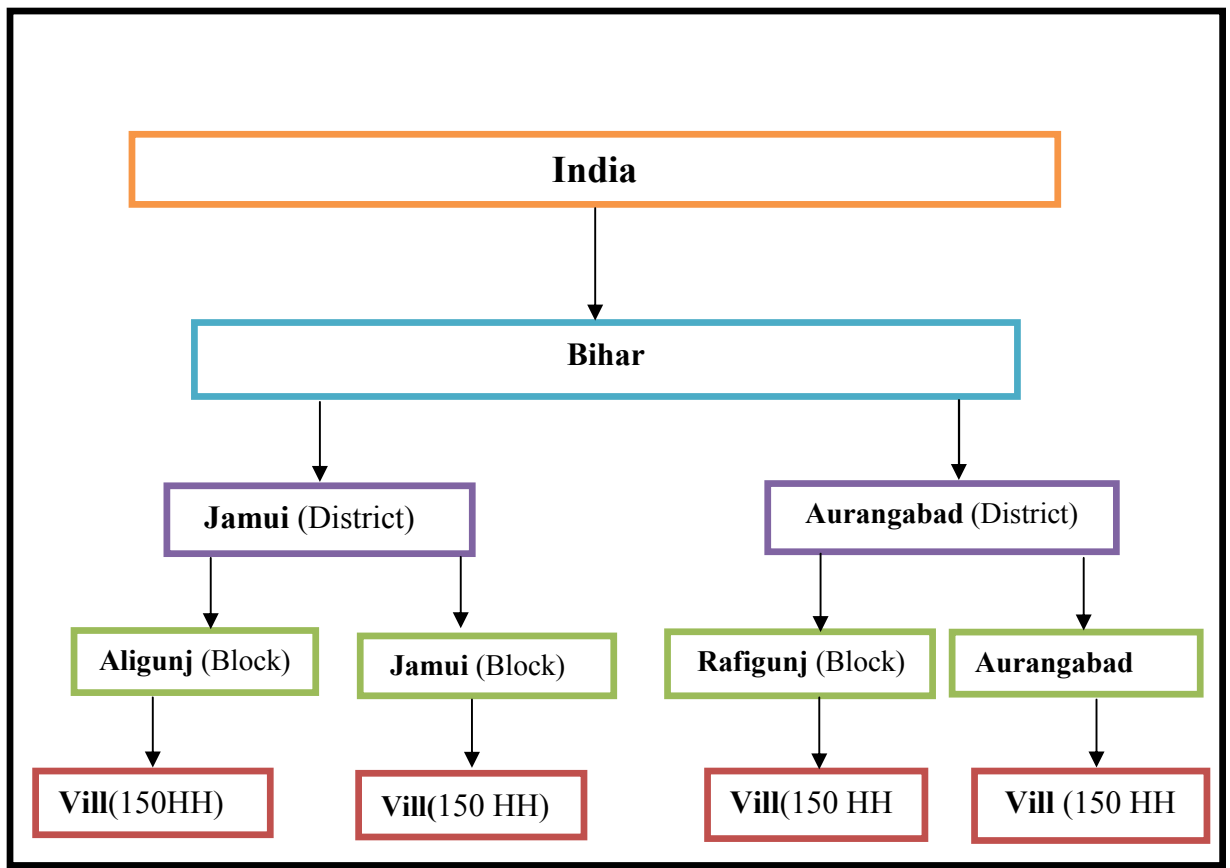 India
Bihar
Jamui (District)
Aurangabad (District)
Aligunj (Block)
Jamui (Block)
Rafigunj (Block)
Aurangabad
Vill(150HH)
Vill(150 HH)
Vill(150 HH
Vill (150 HH